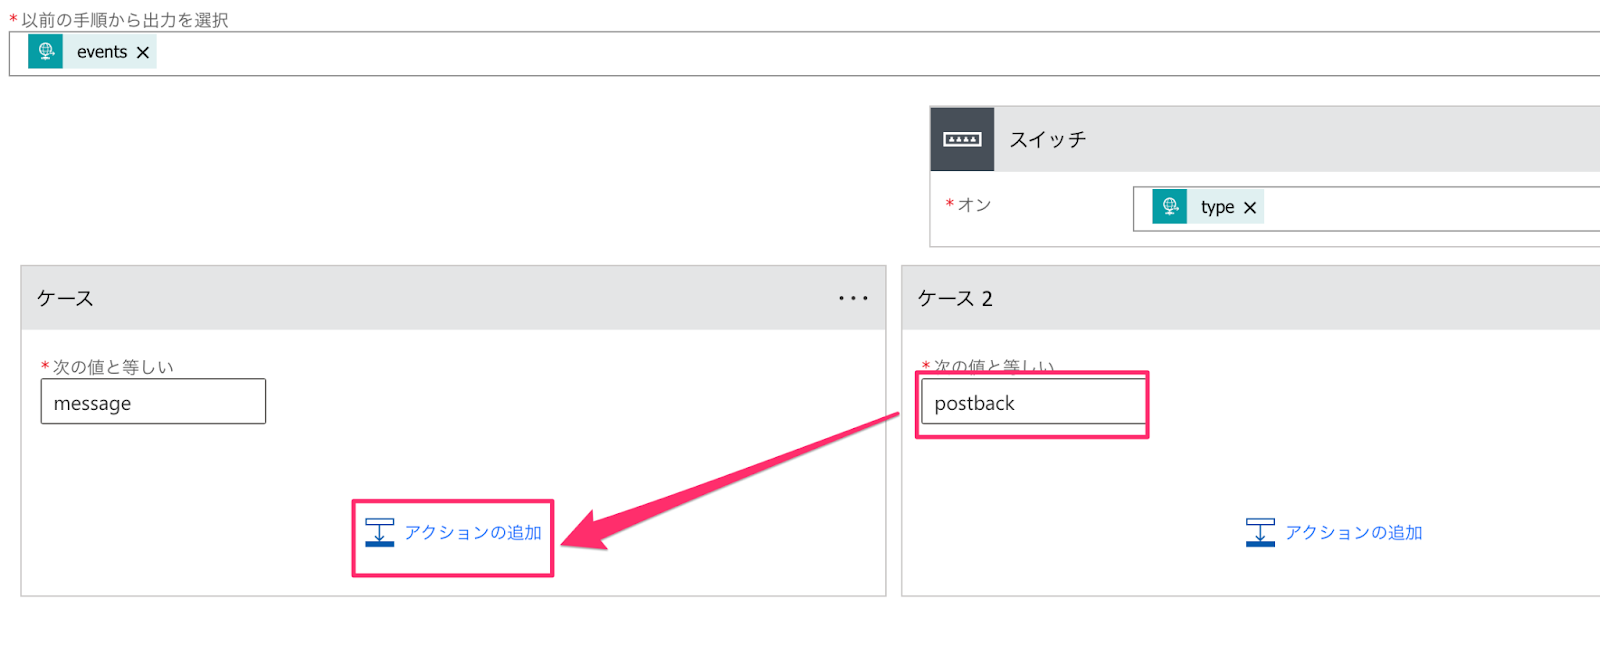 *以前の手順から出力を選択
events ×
スイッチ
*オン
type ×
ケース
ケース 2
*次の値と等しい
*次の値と等しい
message
postback
アクションの追加
アクションの追加